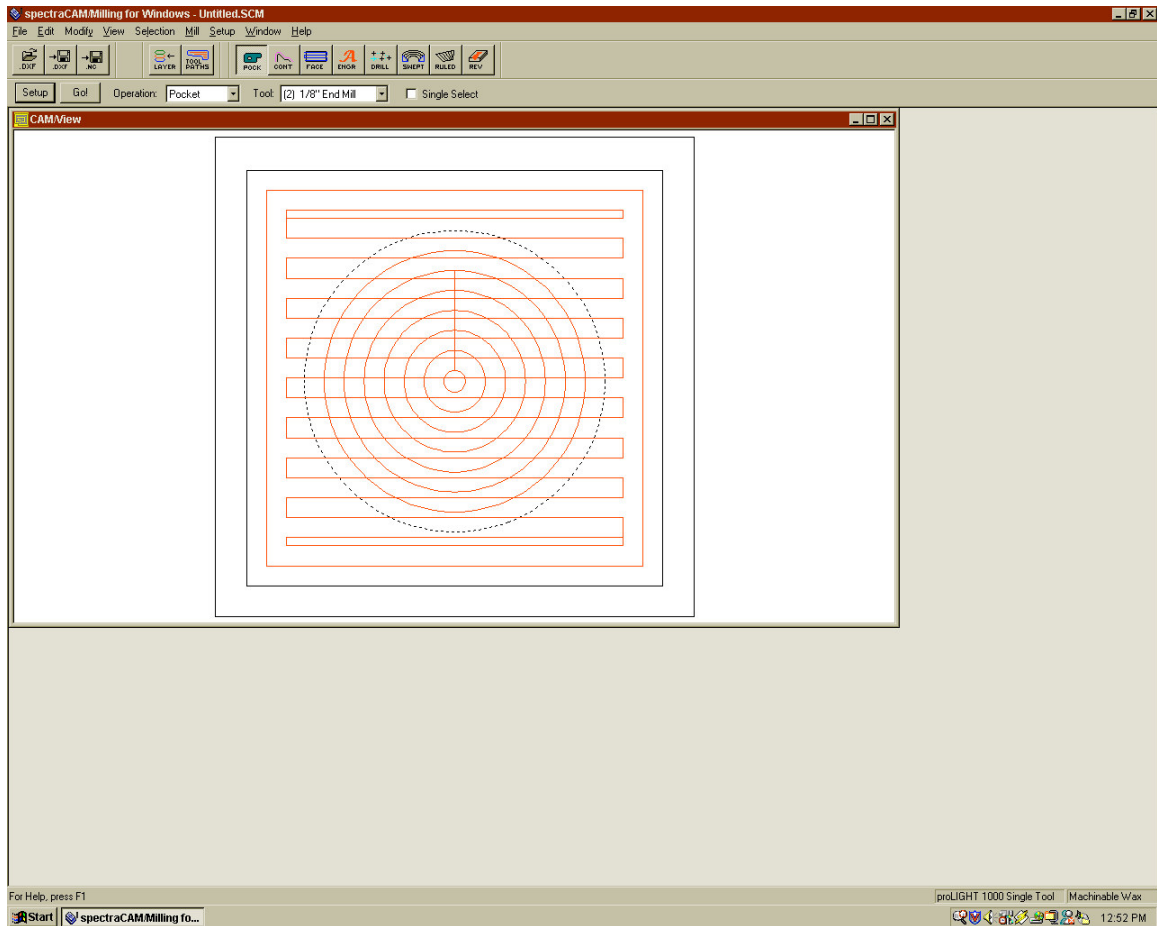 spectraCAM/Milling for Windows - Untitled.SCM
File Edit Modify View Selection Mill Setup Window Help
.DXF .DXF .NC LAYER TOOL PATHS POCK CONT FACE ENGR DRILL SWEPT RULED REV
Setup Go! Operation: Pocket Tool: (2) 1/8" End Mill Single Select
CAM/View
For Help, press F1 proLIGHT 1000 Single Tool Machinable Wax
Start spectraCAM/Milling fo... 12:52 PM